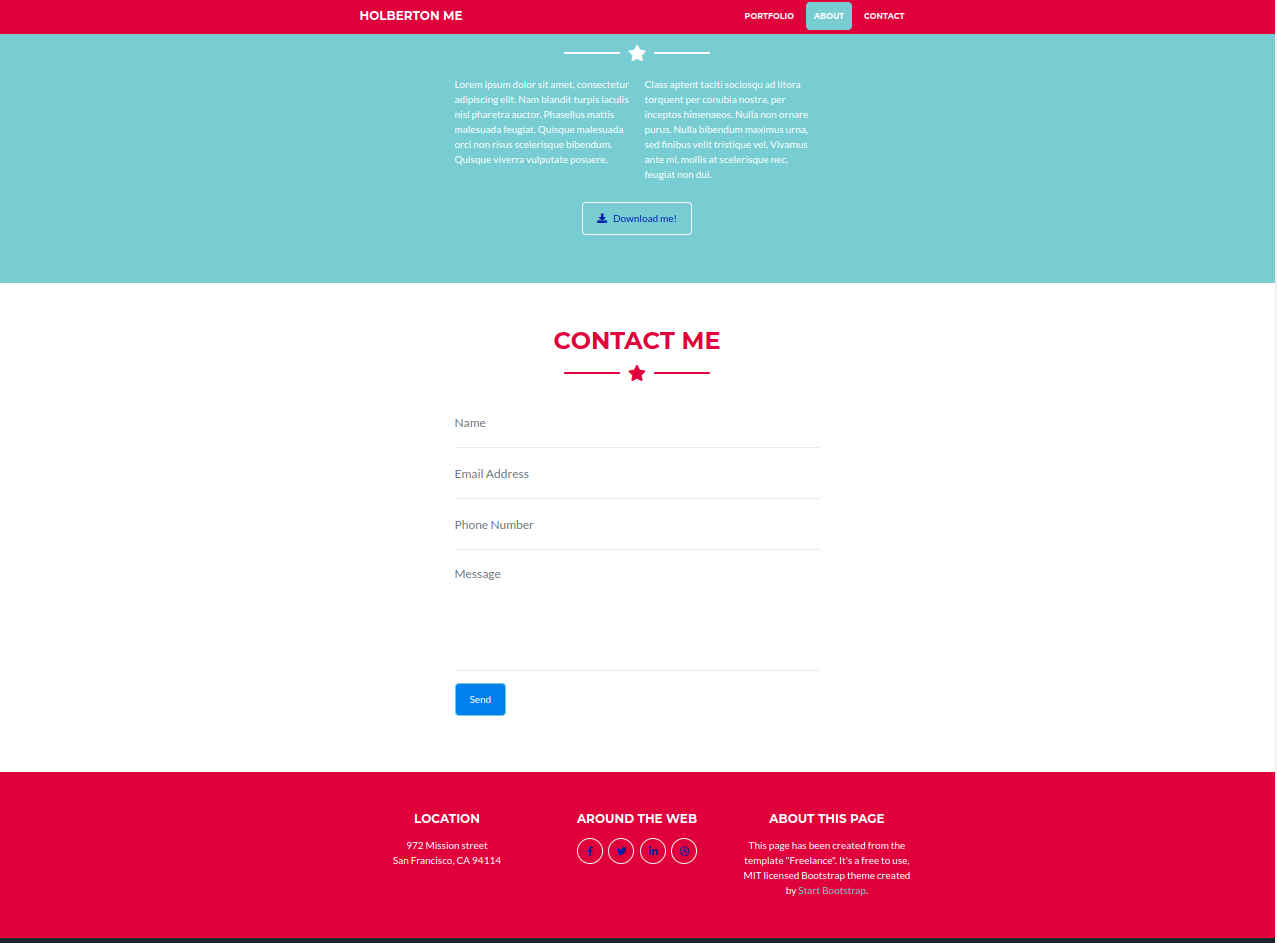 HOLBERTON ME
PORTFOLIO
ABOUT
CONTACT
Lorem ipsum dolor sit amet, consectetur
adipiscing elit. Nam blandit turpis iaculis
nisl pharetra auctor. Phasellus mattis
malesuada feugiat. Quisque malesuada
orci non risus scelerisque bibendum.
Quisque viverra vulputate posuere.
Class aptent taciti sociosqu ad litora
torquent per conubia nostra, per
inceptos himenaeos. Nulla non ornare
purus. Nulla bibendum maximus urna,
sed finibus velit tristique vel. Vivamus
ante mi, mollis at scelerisque nec,
feugiat non dui.
Download me!
CONTACT ME
Name
Email Address
Phone Number
Message
Send
LOCATION
972 Mission street
San Francisco, CA 94114
AROUND THE WEB
ABOUT THIS PAGE
This page has been created from the
template "Freelance". It's a free to use,
MIT licensed Bootstrap theme created
by Start Bootstrap.